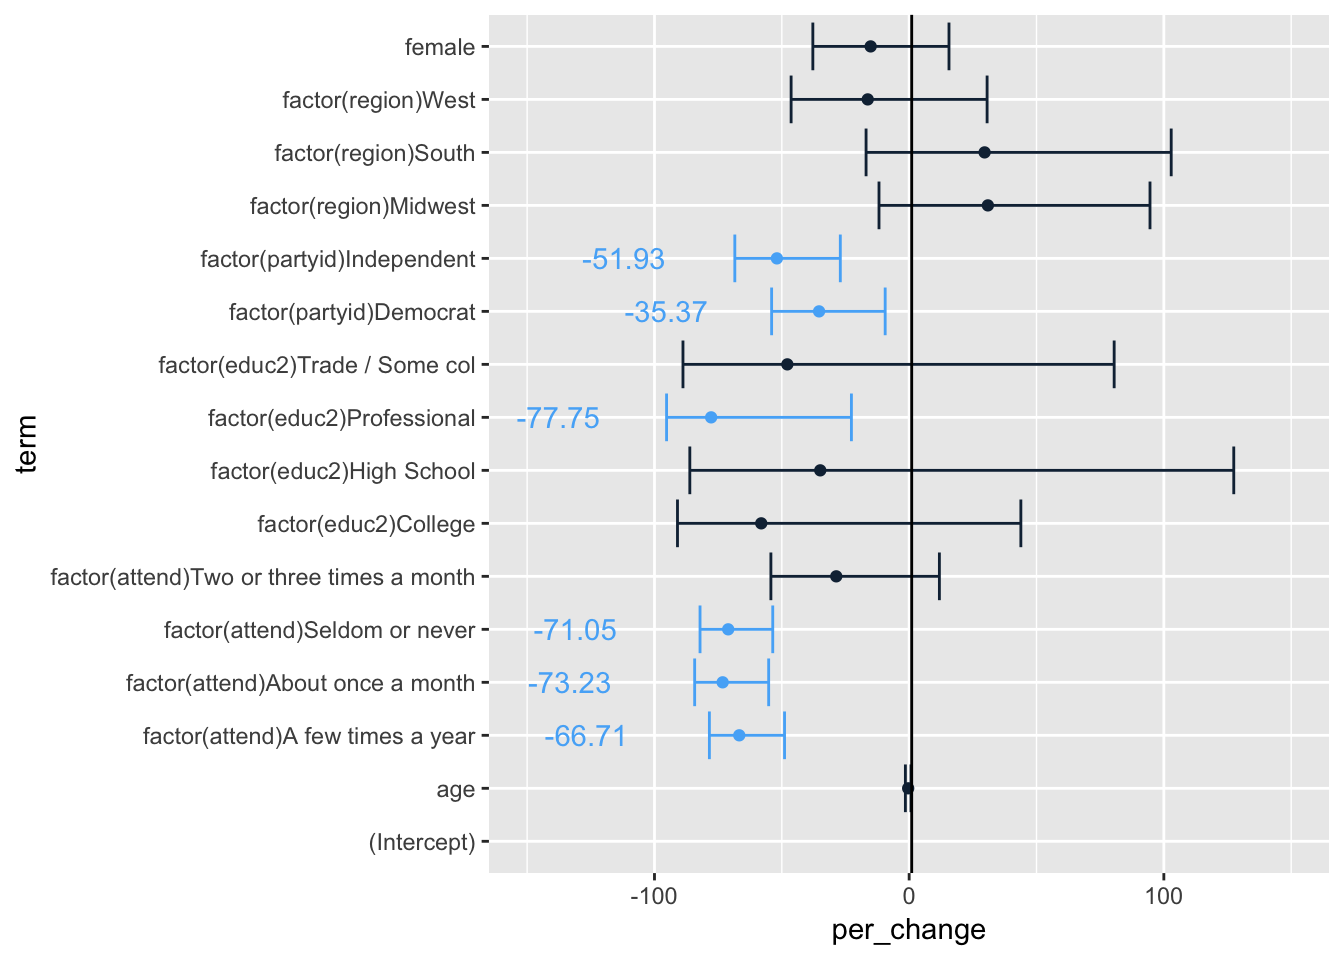 female
factor(region)West
factor(region)South
factor(region)Midwest
factor(partyid)Independent
-51.93
factor(partyid)Democrat
-35.37
factor(educ2)Trade / Some col
factor(educ2)Professional
-77.75
factor(educ2)High School
factor(educ2)College
factor(attend)Two or three times a month
factor(attend)Seldom or never
-71.05
factor(attend)About once a month
-73.23
factor(attend)A few times a year
-66.71
age
(Intercept)
term
-100
0
100
per_change